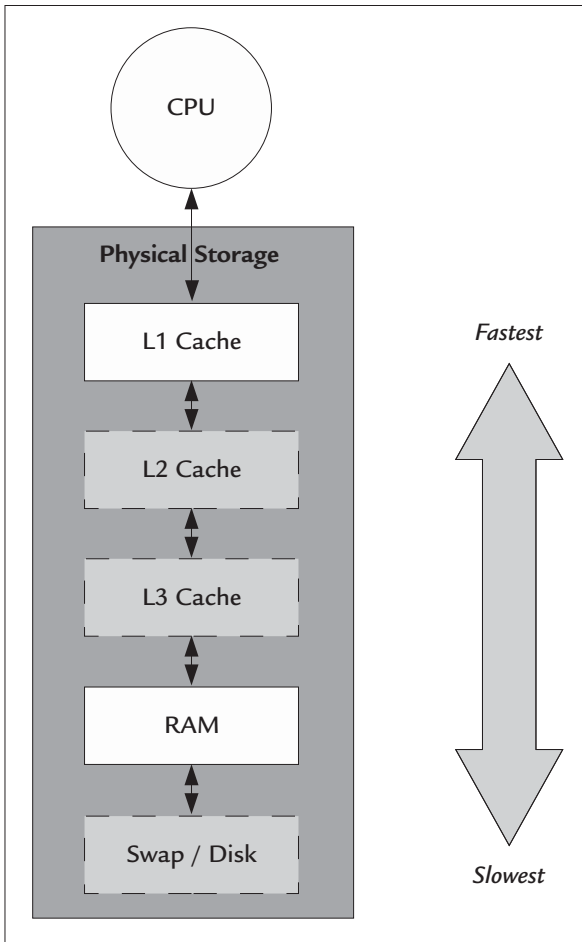 CPU
Physical Storage
L1 Cache
L2 Cache
L3 Cache
RAM
Swap / Disk
Fastest
Slowest